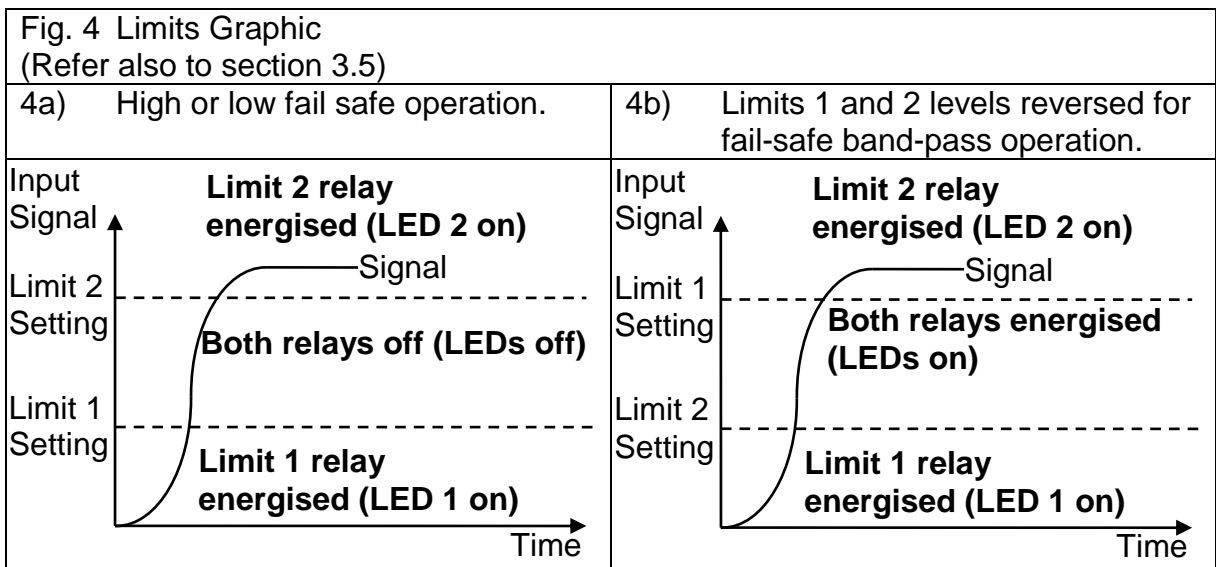 Fig. 4 Limits Graphic
(Refer also to section 3.5)
4a) High or low fail safe operation.
4b) Limits 1 and 2 levels reversed for
fail-safe band-pass operation.
Input
Signal
Limit 2 relay
energised (LED 2 on)
Signal
Limit 2
Setting
Both relays off (LEDs off)
Limit 1
Setting
Limit 1 relay
energised (LED 1 on)
Time
Input
Signal
Limit 2 relay
energised (LED 2 on)
Signal
Limit 1
Setting
Both relays energised
(LEDs on)
Limit 2
Setting
Limit 1 relay
energised (LED 1 on)
Time